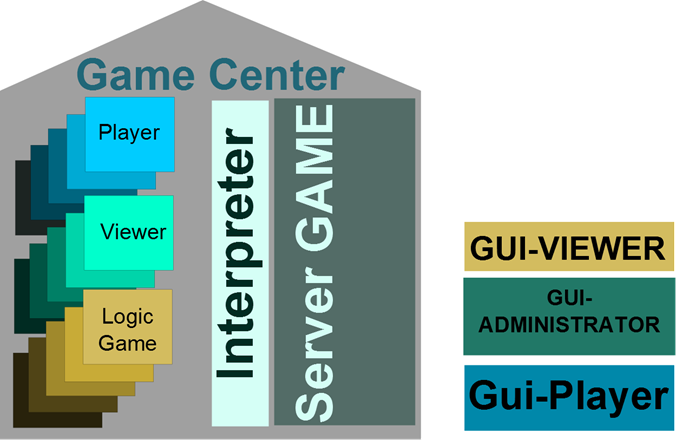 Game Center
Player
Viewer
Logic
Game
Interpreter
Server GAME
GUI-VIEWER
GUI-
ADMINISTRATOR
Gui-Player